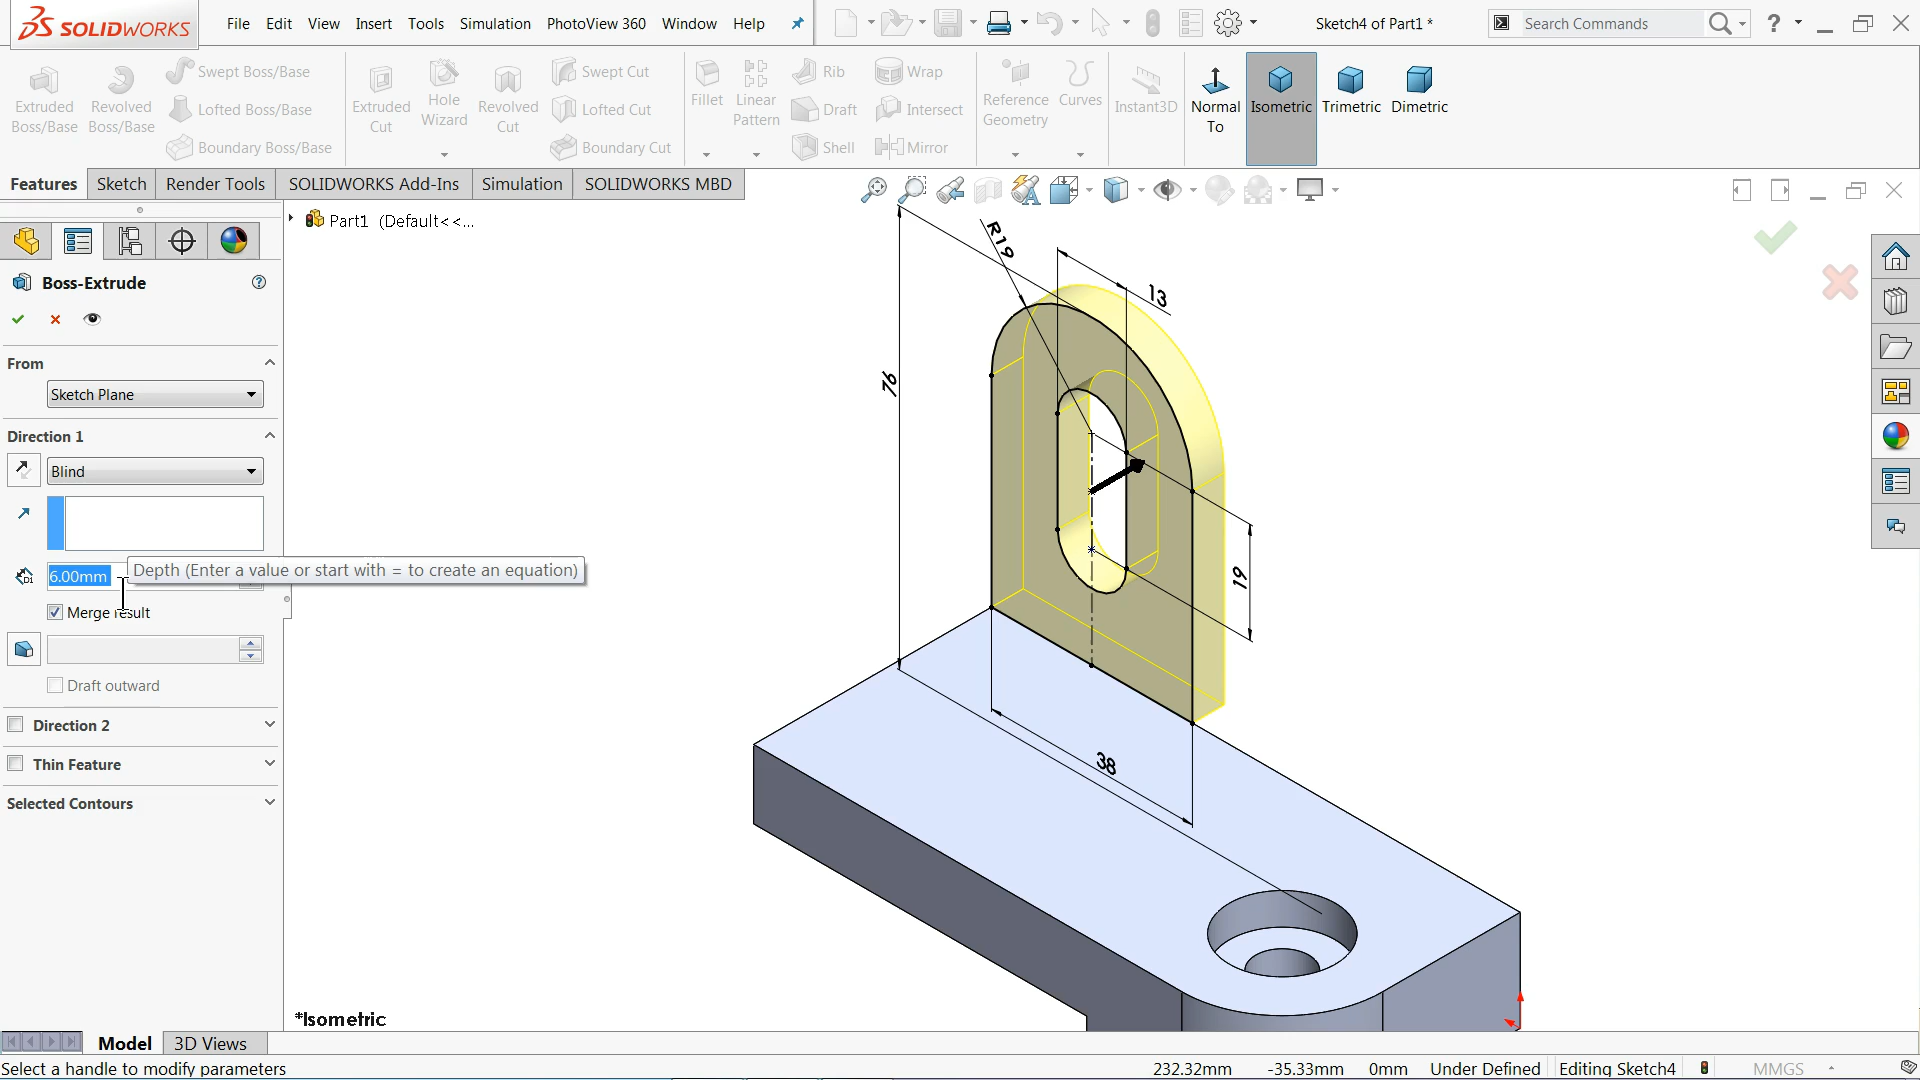 SOLIDWORKS
File Edit View Insert Tools Simulation PhotoView 360 Window Help
Sketch4 of Part1 *
Search Commands
Extruded Boss/Base
Revolved Boss/Base
Swept Boss/Base
Lofted Boss/Base
Boundary Boss/Base
Extruded Cut
Hole Wizard
Revolved Cut
Swept Cut
Lofted Cut
Boundary Cut
Fillet
Linear Pattern
Rib
Draft
Shell
Wrap
Intersect
Mirror
Reference Geometry
Curves
Instant3D
Normal To
Isometric
Trimetric
Dimetric
Features Sketch Render Tools SOLIDWORKS Add-Ins Simulation SOLIDWORKS MBD
Part1 (Default<<...
Boss-Extrude
From
Sketch Plane
Direction 1
Blind
6.00mm
Depth (Enter a value or start with = to create an equation)
Merge result
Draft outward
Direction 2
Thin Feature
Selected Contours
R19
13
76
19
38
*Isometric
Model 3D Views
Select a handle to modify parameters
232.32mm -35.33mm 0mm Under Defined Editing Sketch4 MMGS